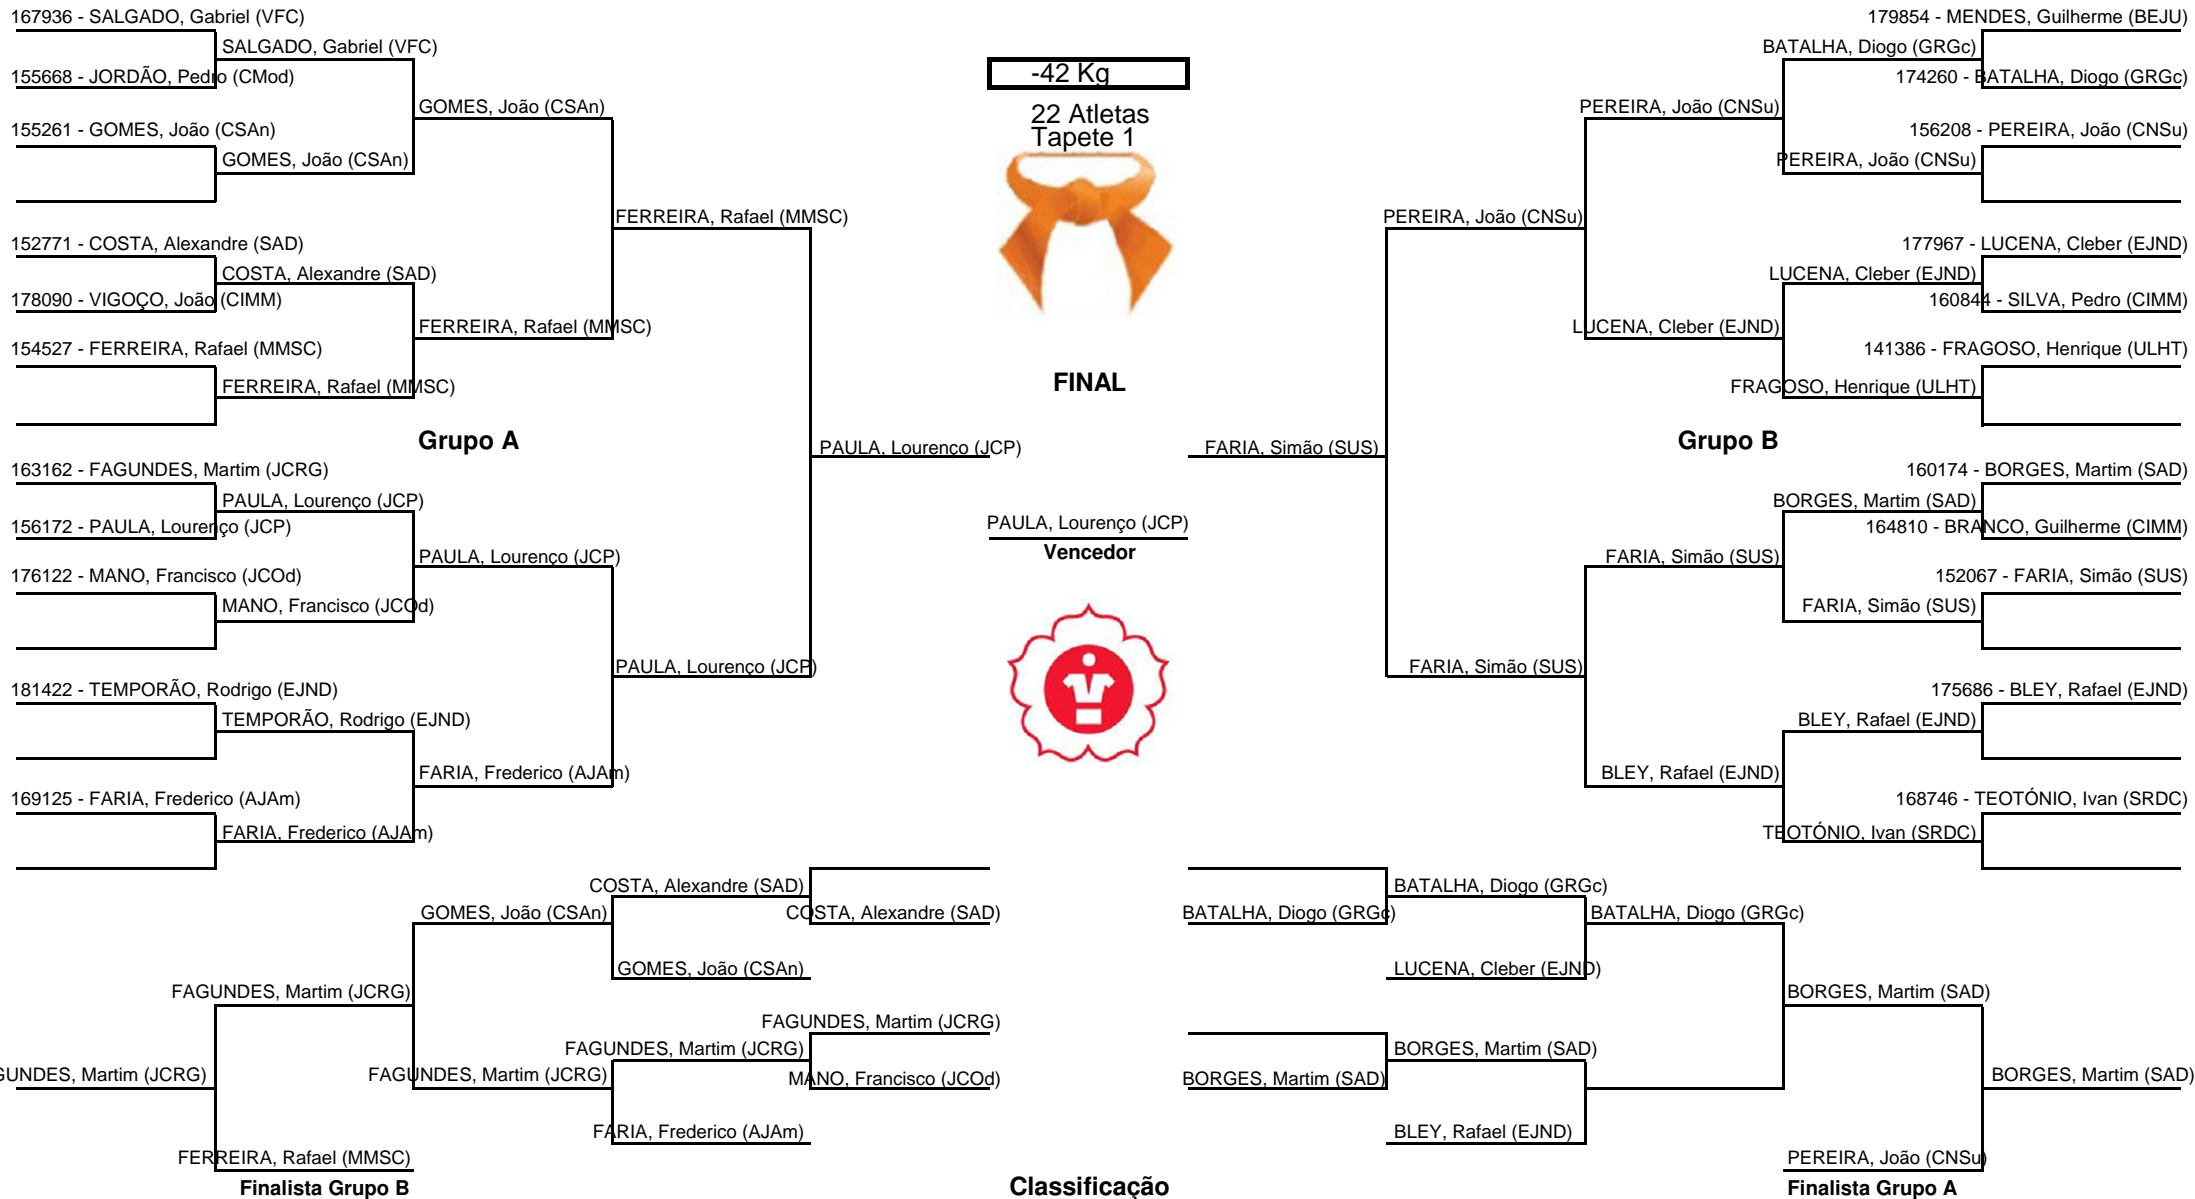 167936 - SALGADO, Gabriel (VFC)
SALGADO, Gabriel (VFC)
155668 - JORDÃO, Pedro (CMod)
GOMES, João (CSAn)
155261 - GOMES, João (CSAn)
GOMES, João (CSAn)
FERREIRA, Rafael (MMSC)
152771 - COSTA, Alexandre (SAD)
COSTA, Alexandre (SAD)
178090 - VIGOÇO, João (CIMM)
FERREIRA, Rafael (MMSC)
154527 - FERREIRA, Rafael (MMSC)
FERREIRA, Rafael (MMSC)
Grupo A
PAULA, Lourenço (JCP)
163162 - FAGUNDES, Martim (JCRG)
PAULA, Lourenço (JCP)
156172 - PAULA, Lourenço (JCP)
PAULA, Lourenço (JCP)
176122 - MANO, Francisco (JCOd)
MANO, Francisco (JCOd)
PAULA, Lourenço (JCP)
181422 - TEMPORÃO, Rodrigo (EJND)
TEMPORÃO, Rodrigo (EJND)
FARIA, Frederico (AJAm)
169125 - FARIA, Frederico (AJAm)
FARIA, Frederico (AJAm)
-42 Kg
22 Atletas
Tapete 1
FINAL
PAULA, Lourenço (JCP)
Vencedor
179854 - MENDES, Guilherme (BEJU)
BATALHA, Diogo (GRGc)
174260 - BATALHA, Diogo (GRGc)
PEREIRA, João (CNSu)
156208 - PEREIRA, João (CNSu)
PEREIRA, João (CNSu)
PEREIRA, João (CNSu)
177967 - LUCENA, Cleber (EJND)
LUCENA, Cleber (EJND)
160844 - SILVA, Pedro (CIMM)
LUCENA, Cleber (EJND)
141386 - FRAGOSO, Henrique (ULHT)
FRAGOSO, Henrique (ULHT)
Grupo B
FARIA, Simão (SUS)
160174 - BORGES, Martim (SAD)
BORGES, Martim (SAD)
164810 - BRANCO, Guilherme (CIMM)
FARIA, Simão (SUS)
152067 - FARIA, Simão (SUS)
FARIA, Simão (SUS)
FARIA, Simão (SUS)
175686 - BLEY, Rafael (EJND)
BLEY, Rafael (EJND)
BLEY, Rafael (EJND)
168746 - TEOTÓNIO, Ivan (SRDC)
TEOTÓNIO, Ivan (SRDC)
COSTA, Alexandre (SAD)
GOMES, João (CSAn)
COSTA, Alexandre (SAD)
GOMES, João (CSAn)
FAGUNDES, Martim (JCRG)
FAGUNDES, Martim (JCRG)
FAGUNDES, Martim (JCRG)
GUNDES, Martim (JCRG)
FAGUNDES, Martim (JCRG)
MANO, Francisco (JCOd)
FARIA, Frederico (AJAm)
FERREIRA, Rafael (MMSC)
Finalista Grupo B
BATALHA, Diogo (GRGc)
BATALHA, Diogo (GRGc)
BATALHA, Diogo (GRGc)
LUCENA, Cleber (EJND)
BORGES, Martim (SAD)
BORGES, Martim (SAD)
BORGES, Martim (SAD)
BORGES, Martim (SAD)
BLEY, Rafael (EJND)
PEREIRA, João (CNSu)
Classificação
Finalista Grupo A